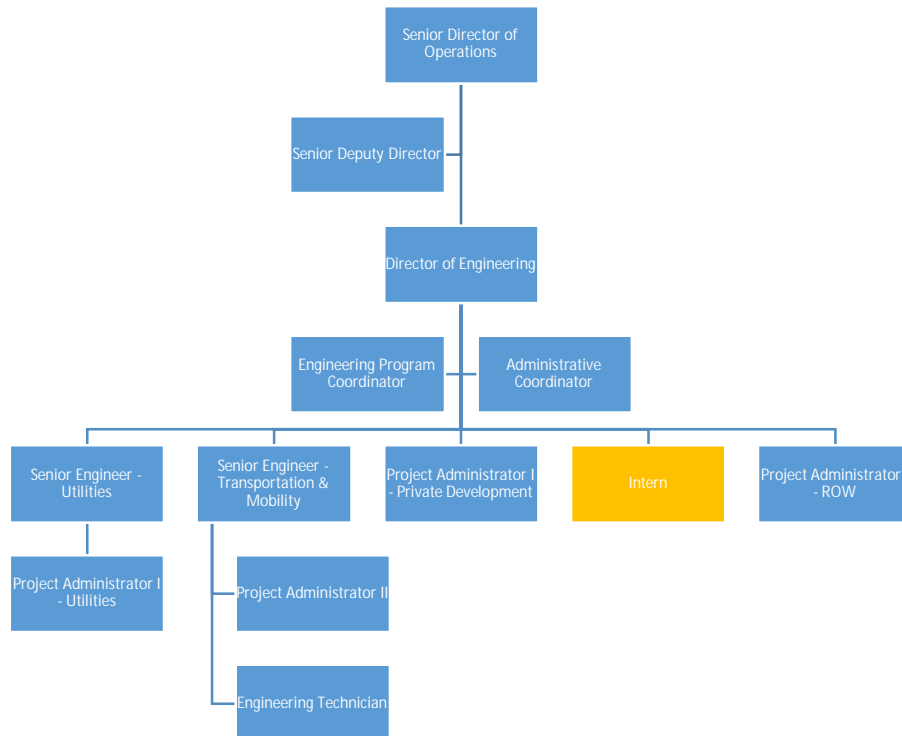 Senior Director of
Operations
Senior Deputy Director
Director of Engineering
Engineering Program
Coordinator
Administrative
Coordinator
Senior Engineer -
Utilities
Senior Engineer -
Transportation &
Mobility
Project Administrator I
- Private Development
Intern
Project Administrator
- ROW
Project Administrator I
- Utilities
Project Administrator II
Engineering Technician